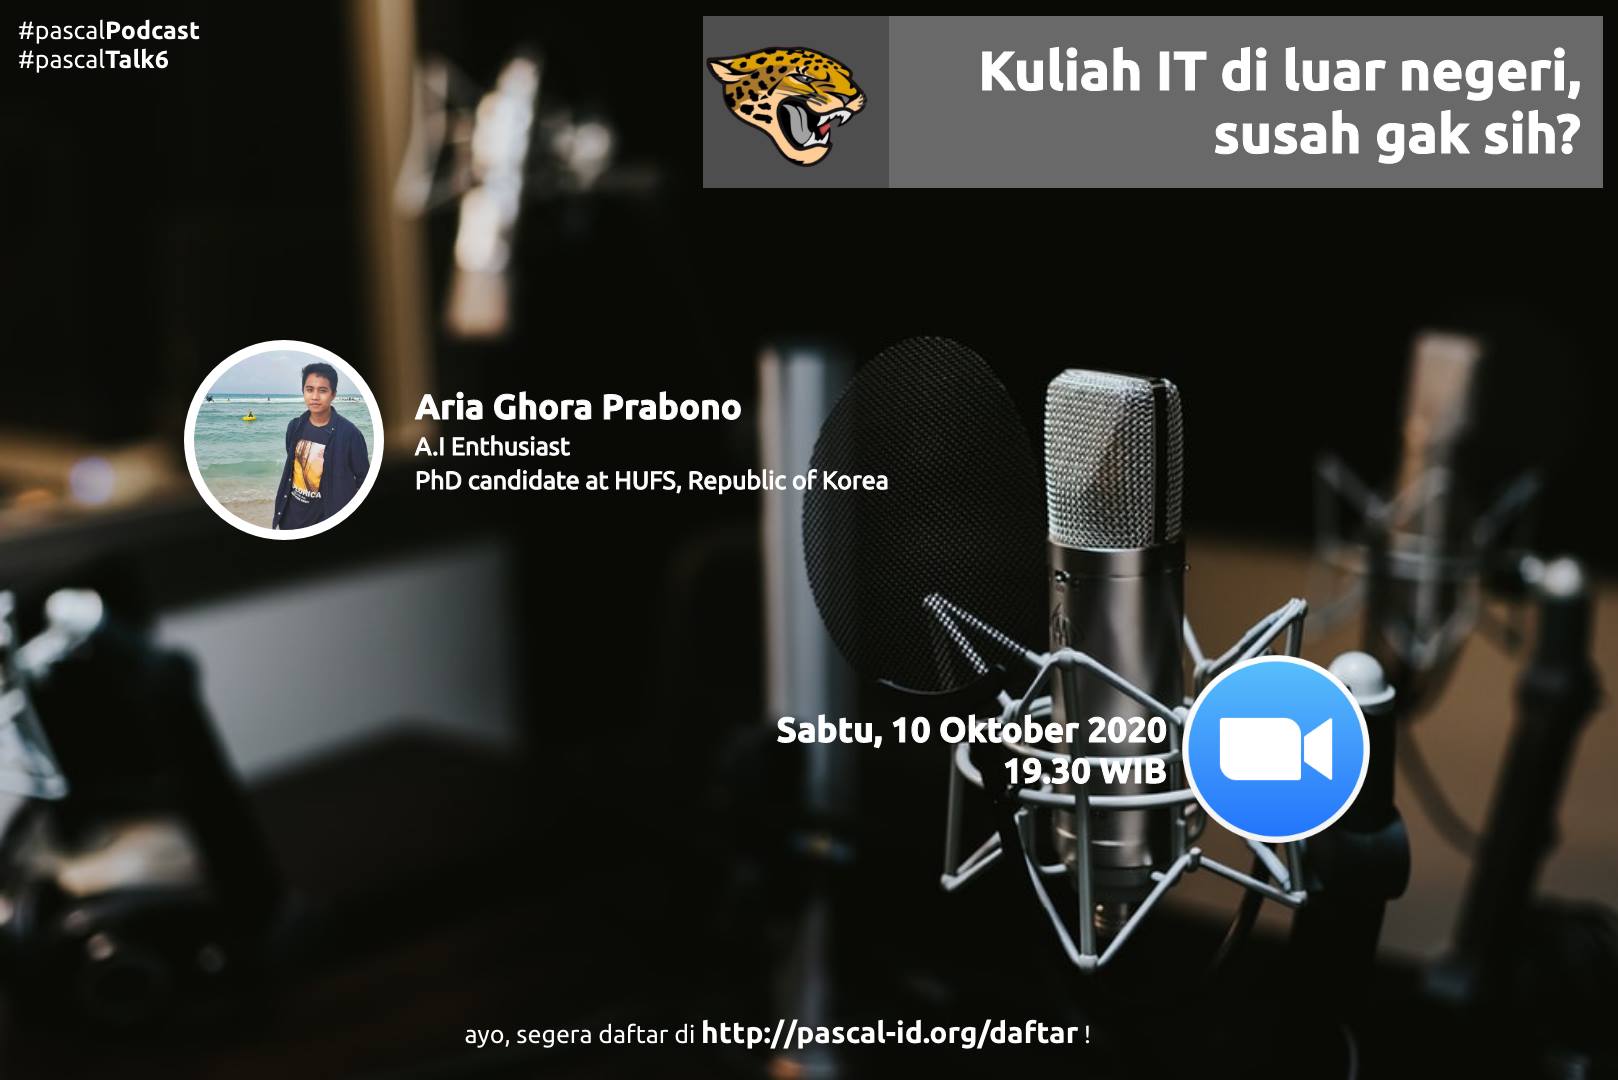 #pascalPodcast
#pascalTalk6
Kuliah IT di luar negeri,
susah gak sih?
Aria Ghora Prabono
A.I Enthusiast
PhD candidate at HUFS, Republic of Korea
Sabtu, 10 Oktober 2020
19.30 WIB
ayo, segera daftar di http://pascal-id.org/daftar !